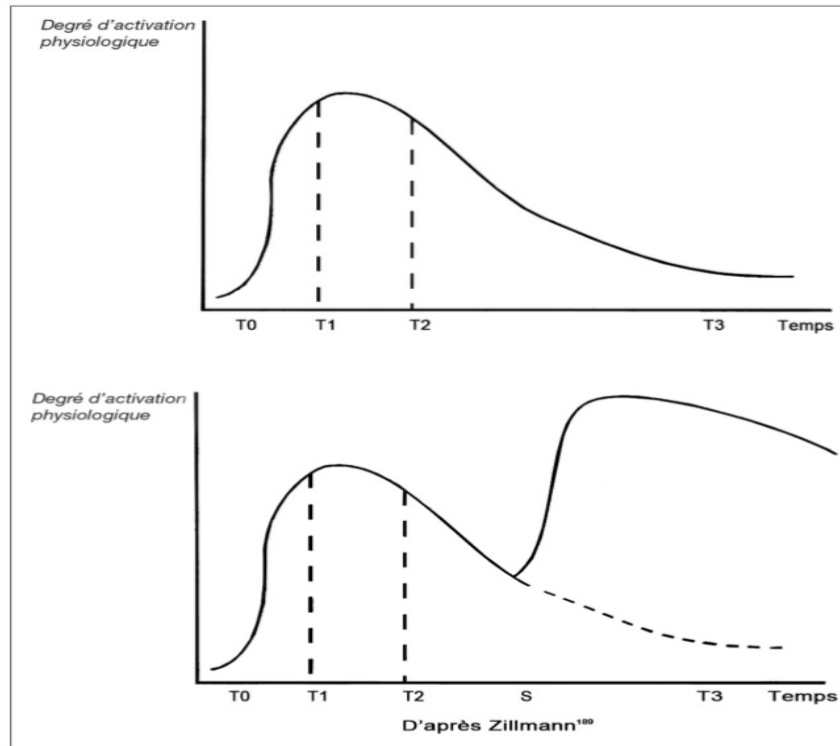 Degré d'activation
physiologique
T0 T1 T2 T3 Temps
Degré d'activation
physiologique
T0 T1 T2 S T3 Temps
D'après Zillmann¹⁸⁹